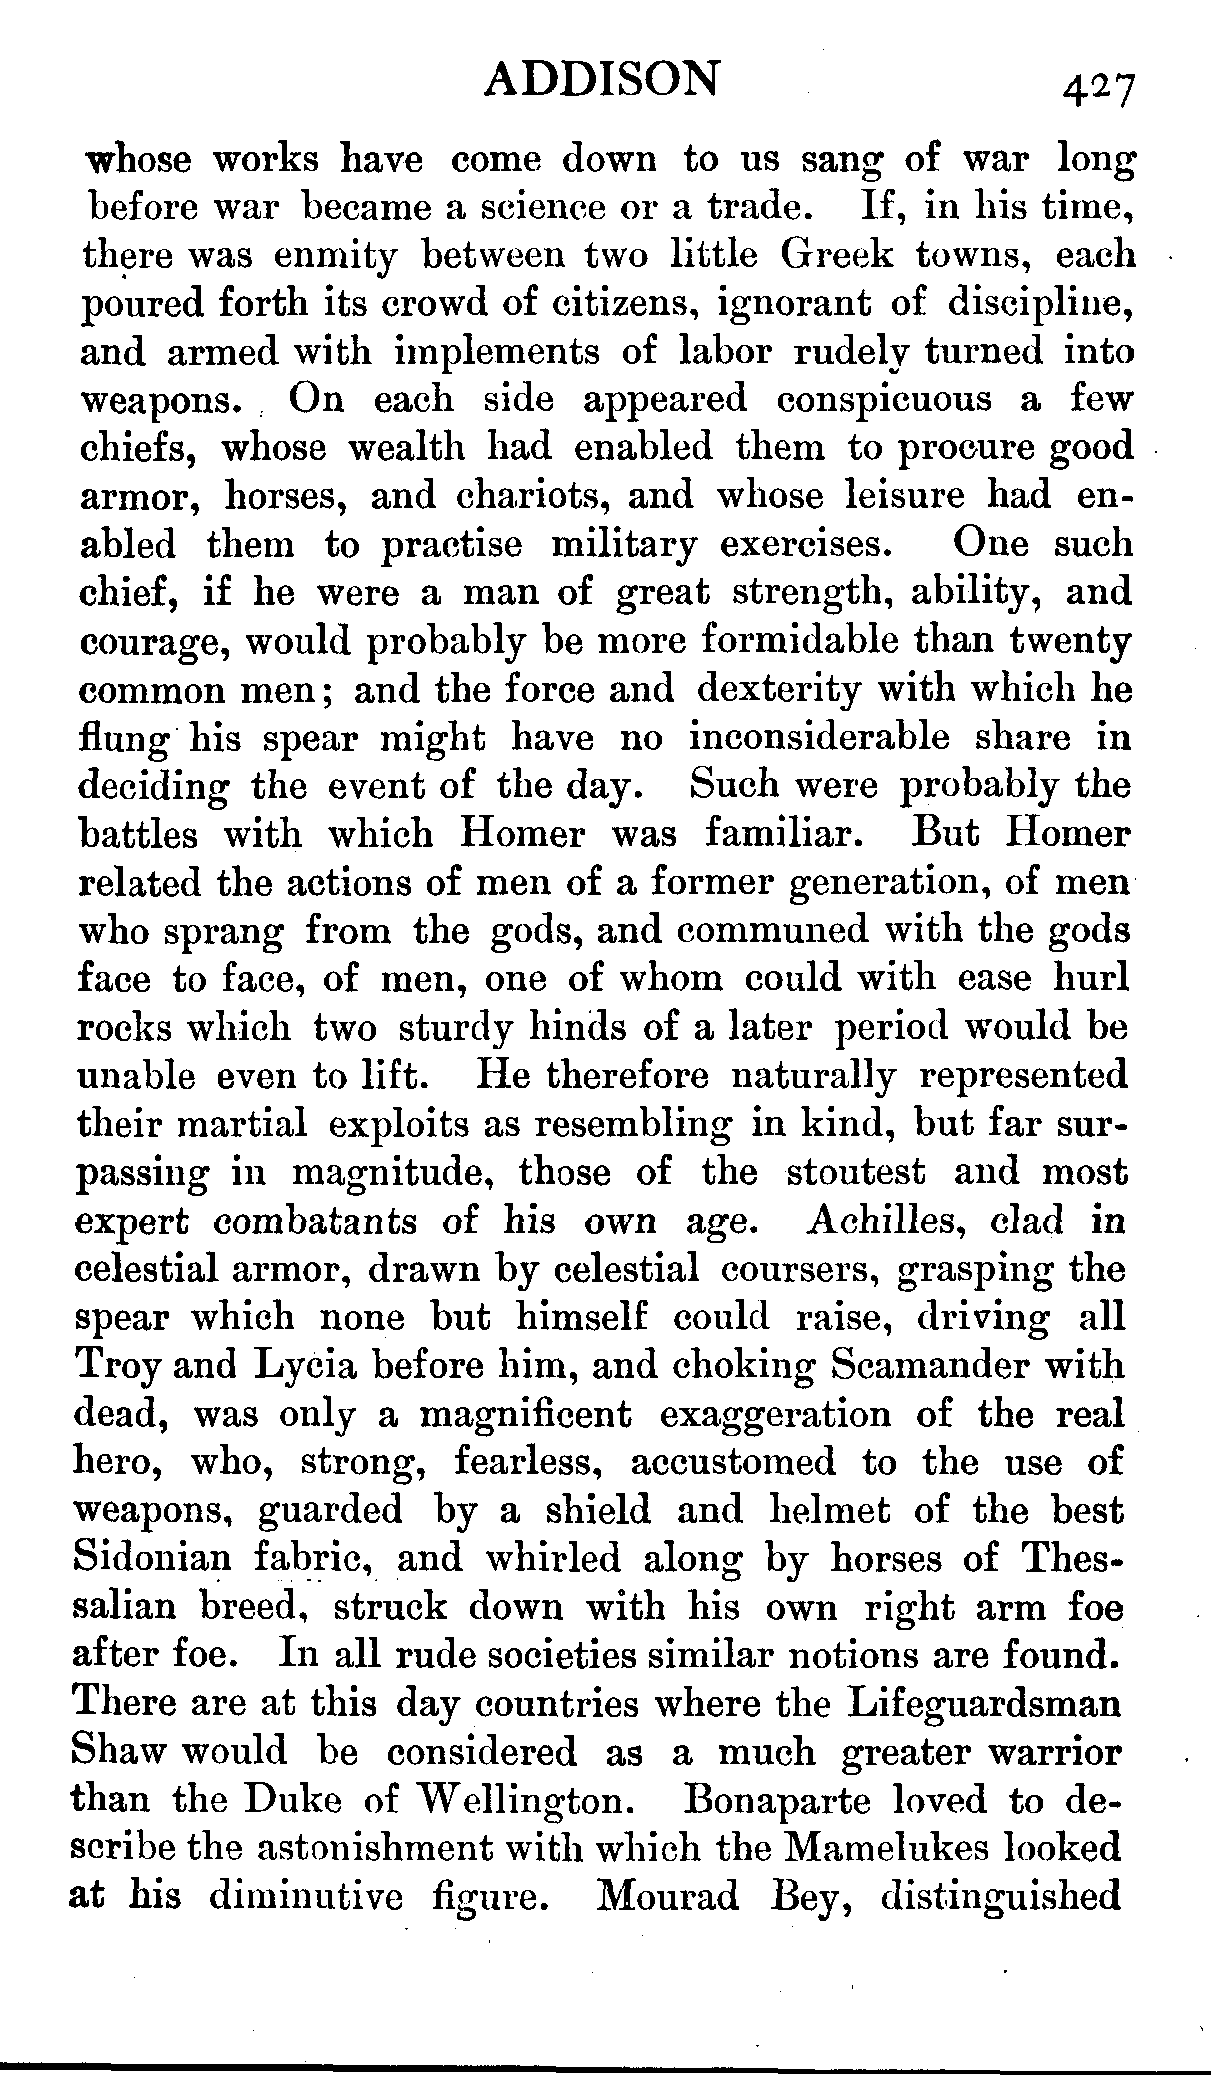 ADDISON 427
whose works have come down to us sang of war long
before war became a science or a trade. If, in his time,
there was enmity between two little Greek towns, each
poured forth its crowd of citizens, ignorant of discipline,
and armed with implements of labor rudely turned into
weapons. On each side appeared conspicuous a few
chiefs, whose wealth had enabled them to procure good
armor, horses, and chariots, and whose leisure had en-
abled them to practise military exercises. One such
chief, if he were a man of great strength, ability, and
courage, would probably be more formidable than twenty
common men; and the force and dexterity with which he
flung his spear might have no inconsiderable share in
deciding the event of the day. Such were probably the
battles with which Homer was familiar. But Homer
related the actions of men of a former generation, of men
who sprang from the gods, and communed with the gods
face to face, of men, one of whom could with ease hurl
rocks which two sturdy hinds of a later period would be
unable even to lift. He therefore naturally represented
their martial exploits as resembling in kind, but far sur-
passing in magnitude, those of the stoutest and most
expert combatants of his own age. Achilles, clad in
celestial armor, drawn by celestial coursers, grasping the
spear which none but himself could raise, driving all
Troy and Lycia before him, and choking Scamander with
dead, was only a magnificent exaggeration of the real
hero, who, strong, fearless, accustomed to the use of
weapons, guarded by a shield and helmet of the best
Sidonian fabric, and whirled along by horses of Thes-
salian breed, struck down with his own right arm foe
after foe. In all rude societies similar notions are found.
There are at this day countries where the Lifeguardsman
Shaw would be considered as a much greater warrior
than the Duke of Wellington. Bonaparte loved to de-
scribe the astonishment with which the Mamelukes looked
at his diminutive figure. Mourad Bey, distinguished